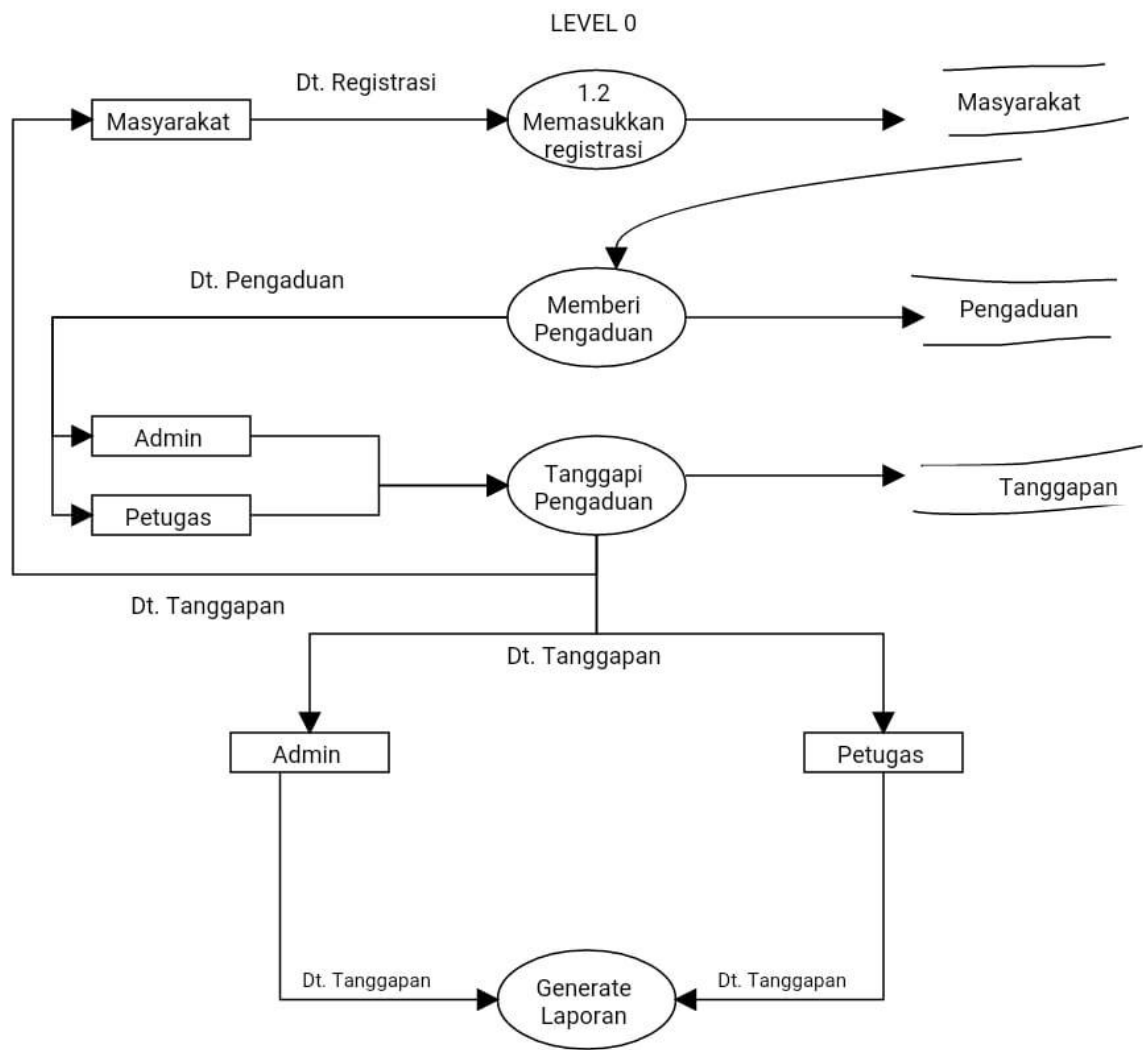 LEVEL 0
Dt. Registrasi
Masyarakat
1.2
Memasukkan
registrasi
Masyarakat
Dt. Pengaduan
Memberi
Pengaduan
Pengaduan
Admin
Petugas
Tanggapi
Pengaduan
Tanggapan
Dt. Tanggapan
Dt. Tanggapan
Admin
Petugas
Dt. Tanggapan
Generate
Laporan
Dt. Tanggapan